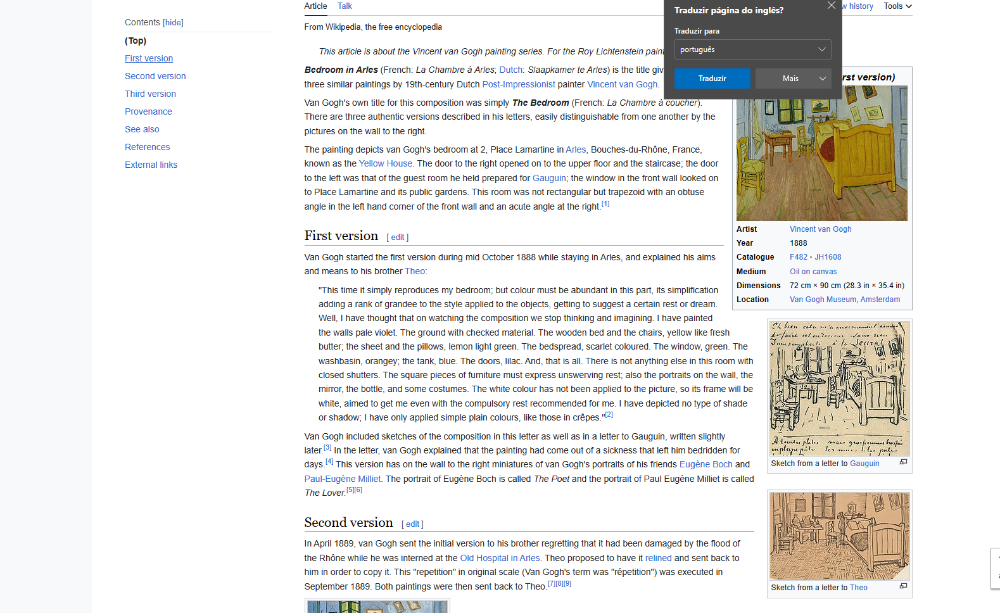 Contents [hide]
(Top)
First version
Second version
Third version
Provenance
See also
References
External links
Article
Talk
w history
Tools
Traduzir página do inglês?
Traduzir para
português
Traduzir
Mais
From Wikipedia, the free encyclopedia
This article is about the Vincent van Gogh painting series. For the Roy Lichtenstein
Bedroom in Arles (French: La Chambre à Arles; Dutch: Slaapkamer te Arles) is the title
three similar paintings by 19th-century Dutch Post-Impressionist painter Vincent van Gogh.
Van Gogh's own title for this composition was simply The Bedroom (French: La Chambre à coucher).
There are three authentic versions described in his letters, easily distinguishable from one another by the
pictures on the wall to the right.
The painting depicts van Gogh's bedroom at 2, Place Lamartine in Arles, Bouches-du-Rhône, France,
known as the Yellow House. The door to the right opened on to the upper floor and the staircase; the door
to the left was that of the guest room he held prepared for Gauguin; the window in the front wall looked on
to Place Lamartine and its public gardens. This room was not rectangular but trapezoid with an obtuse
angle in the left hand corner of the front wall and an acute angle at the right.[1]
First version [ edit ]
Van Gogh started the first version during mid October 1888 while staying in Arles, and explained his aims
and means to his brother Theo:
"This time it simply reproduces my bedroom; but colour must be abundant in this part, its simplification
adding a rank of grandee to the style applied to the objects, getting to suggest a certain rest or dream.
Well, I have thought that on watching the composition we stop thinking and imagining. I have painted
the walls pale violet. The ground with checked material. The wooden bed and the chairs, yellow like fresh
butter; the sheet and the pillows, lemon light green. The bedspread, scarlet coloured. The window, green. The
washbasin, orangey; the tank, blue. The doors, lilac. And, that is all. There is not anything else in this room with
closed shutters. The square pieces of furniture must express unswerving rest; also the portraits on the wall, the
mirror, the bottle, and some costumes. The white colour has not been applied to the picture, so its frame will be
white, aimed to get me even with the compulsory rest recommended for me. I have depicted no type of shade
or shadow; I have only applied simple plain colours, like those in crêpes."[2]
Van Gogh included sketches of the composition in this letter as well as in a letter to Gauguin, written slightly
later.[3] In the letter, van Gogh explained that the painting had come out of a sickness that left him bedridden for
days.[4] This version has on the wall to the right miniatures of van Gogh's portraits of his friends Eugène Boch and
Paul-Eugène Milliet. The portrait of Eugène Boch is called The Poet and the portrait of Paul Eugène Milliet is called
The Lover.[5][6]
Second version [ edit ]
In April 1889, van Gogh sent the initial version to his brother regretting that it had been damaged by the flood of
the Rhône while he was interned at the Old Hospital in Arles. Theo proposed to have it relined and sent back to
him in order to copy it. This "repetition" in original scale (Van Gogh's term was "répétition") was executed in
September 1889. Both paintings were then sent back to Theo.[7][8][9]
rst version)
Artist Vincent van Gogh
Year 1888
Catalogue F482 · JH1608
Medium Oil on canvas
Dimensions 72 cm × 90 cm (28.3 in × 35.4 in)
Location Van Gogh Museum, Amsterdam
Sketch from a letter to Gauguin
Sketch from a letter to Theo